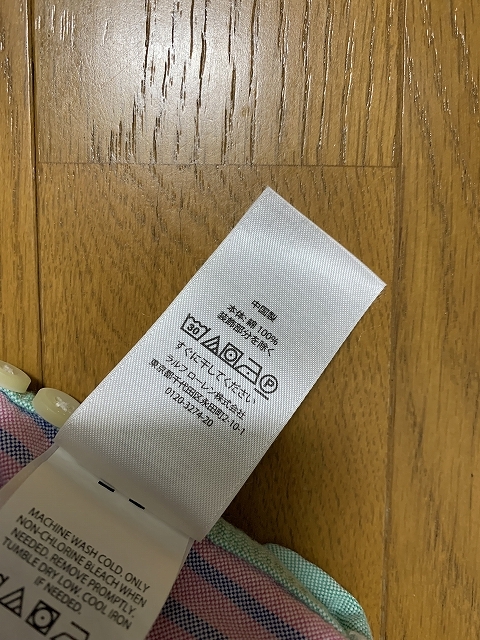 中国製
本体:綿 100%
装飾部分を除く
30 P
すぐに干してください
ラルフ ローレン株式会社
東京都千代田区永田町2-10-1
0120-3274-20
MACHINE WASH COLD. ONLY
NON-CHLORINE BLEACH WHEN
NEEDED. REMOVE PROMPTLY.
TUMBLE DRY LOW. COOL IRON
IF NEEDED.